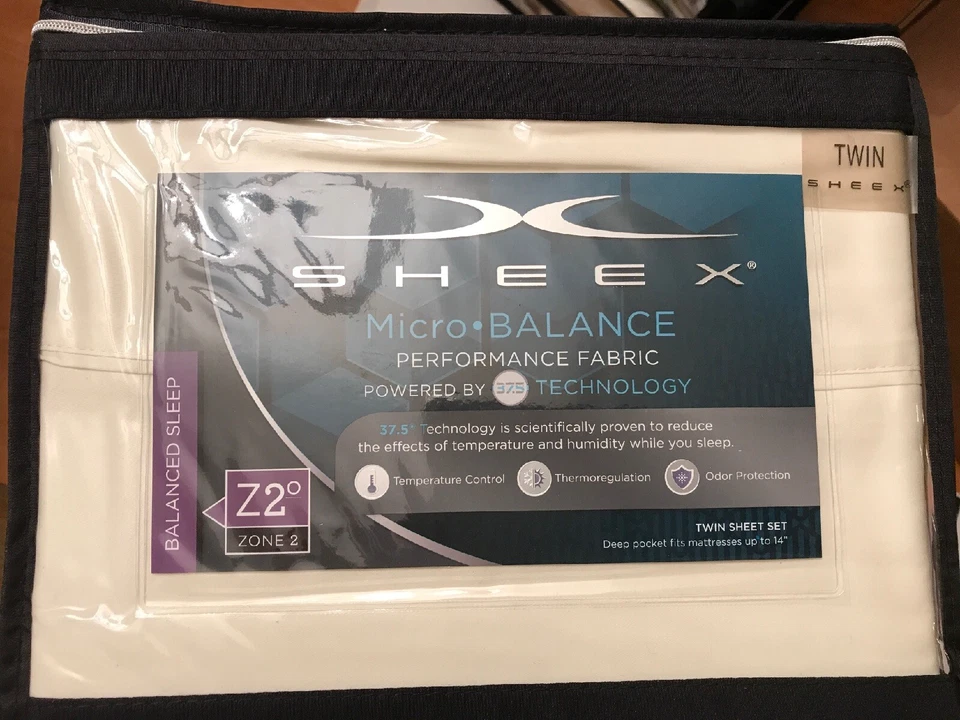 TWIN
SHEEX®
SHEEX®
Micro•BALANCE
PERFORMANCE FABRIC
POWERED BY 37.5 TECHNOLOGY
37.5° Technology is scientifically proven to reduce
the effects of temperature and humidity while you sleep.
Temperature Control Thermoregulation Odor Protection
BALANCED SLEEP
Z2°
ZONE 2
TWIN SHEET SET
Deep pocket fits mattresses up to 14"